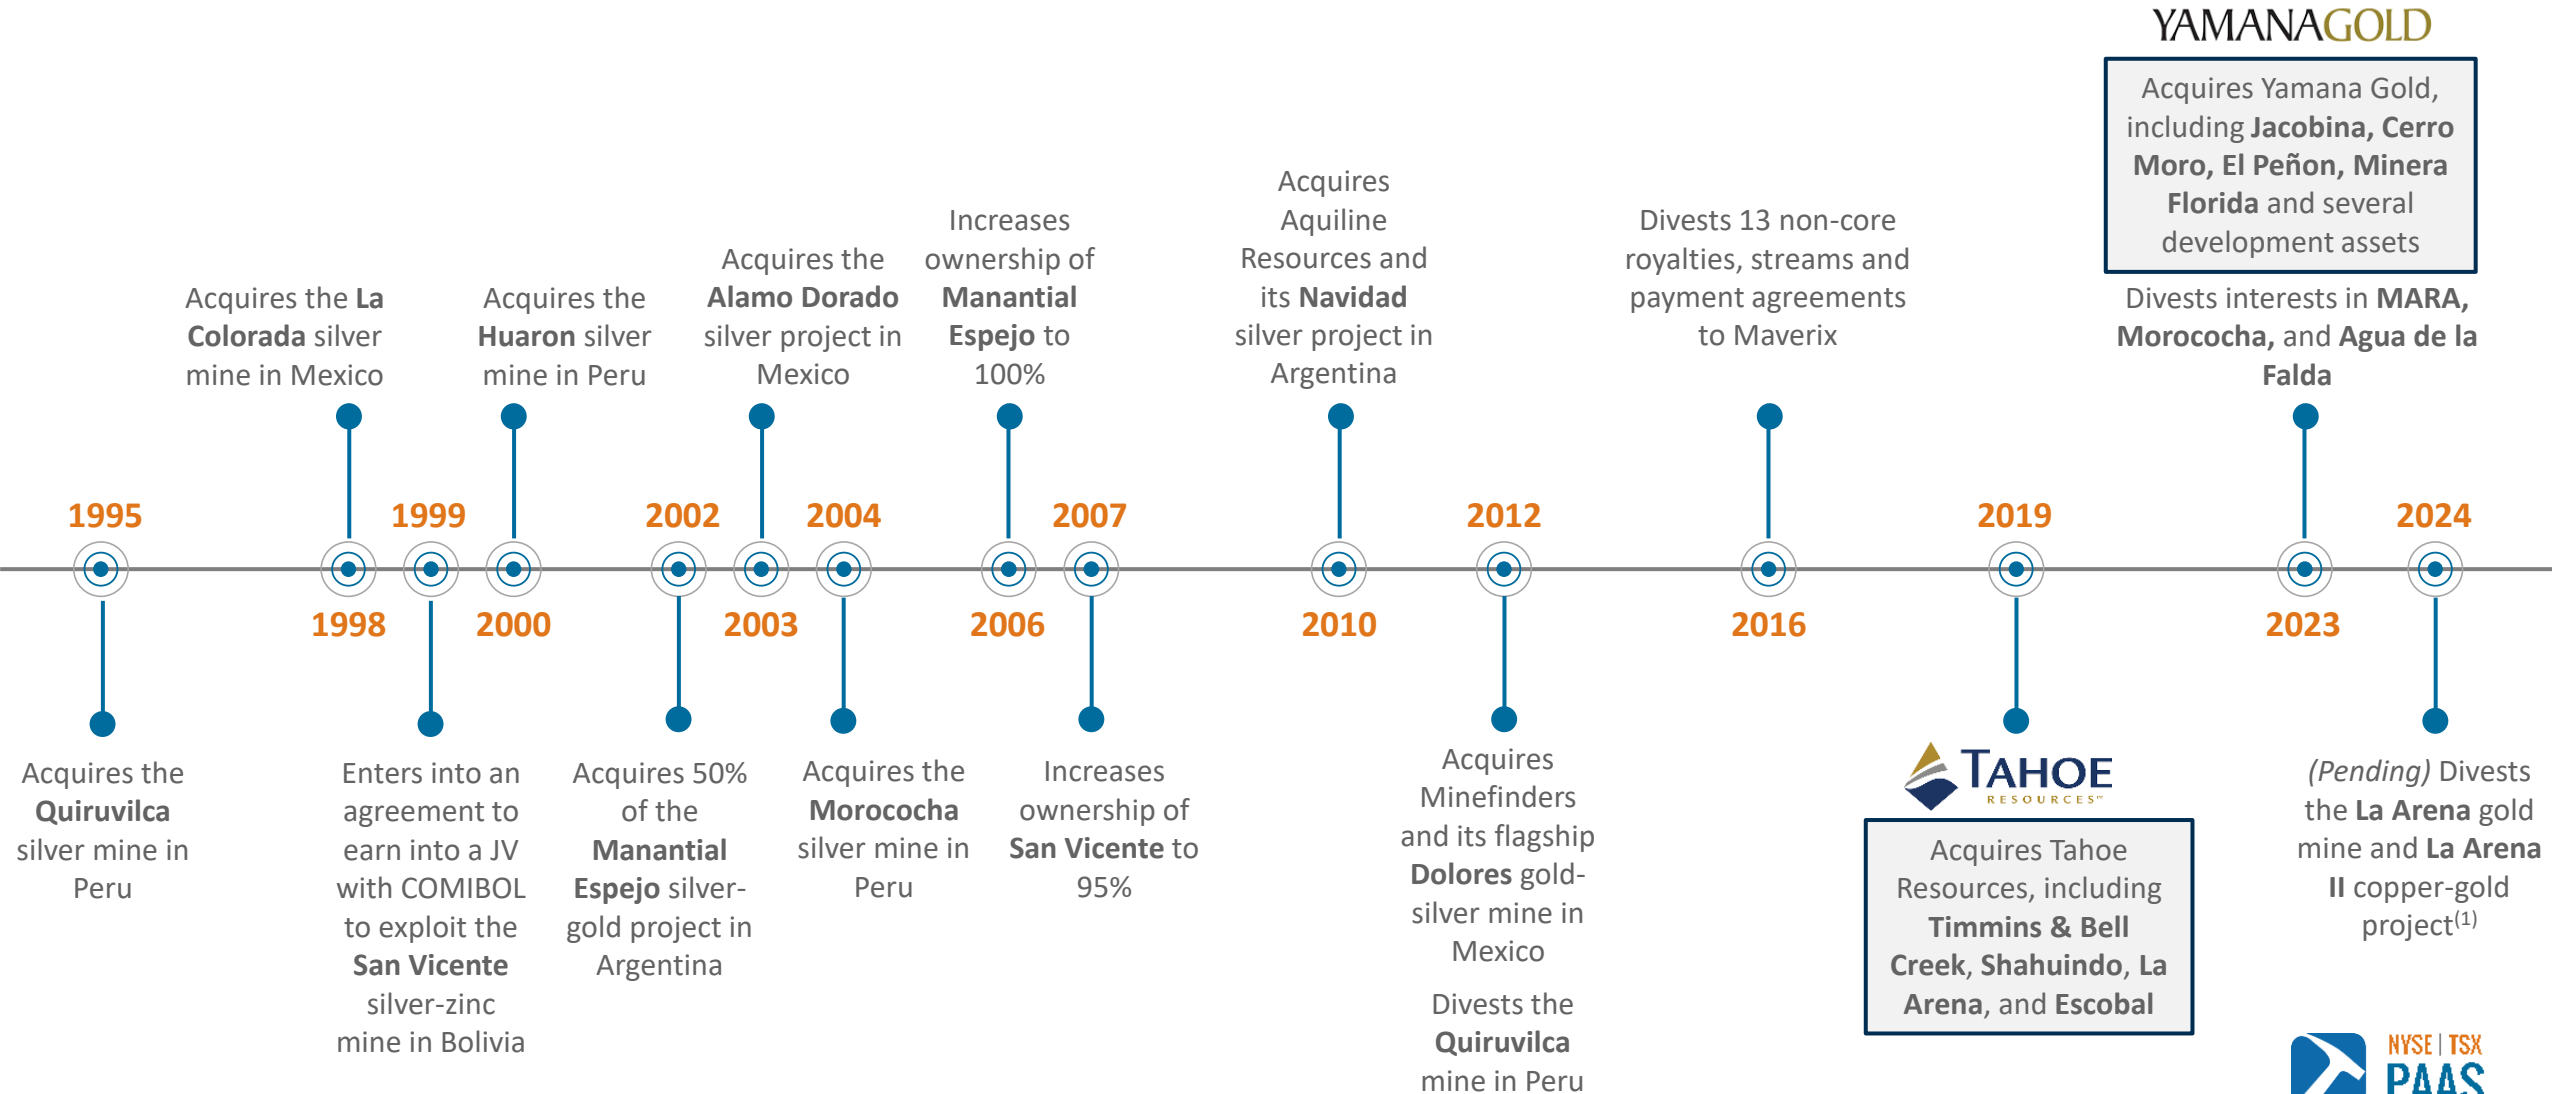 1995
Acquires the
Quiruvilca
silver mine in
Peru
Acquires the La
Colorada silver
mine in Mexico
1998
1999
Enters into an
agreement to
earn into a JV
with COMIBOL
to exploit the
San Vicente
silver-zinc
mine in Bolivia
Acquires the
Huaron silver
mine in Peru
2000
2002
Acquires 50%
of the
Manantial
Espejo silver-
gold project in
Argentina
Acquires the
Alamo Dorado
silver project in
Mexico
2003
2004
Acquires the
Morococha
silver mine in
Peru
Increases
ownership of
Manantial
Espejo to
100%
2006
2007
Increases
ownership of
San Vicente to
95%
Acquires
Aquiline
Resources and
its Navidad
silver project in
Argentina
2010
2012
Acquires
Minefinders
and its flagship
Dolores gold-
silver mine in
Mexico
Divests the
Quiruvilca
mine in Peru
Divests 13 non-core
royalties, streams and
payment agreements
to Maverix
2016
2019
TAHOE
RESOURCES
Acquires Tahoe
Resources, including
Timmins & Bell
Creek, Shahuindo, La
Arena, and Escobal
YAMANAGOLD
Acquires Yamana Gold,
including Jacobina, Cerro
Moro, El Peñon, Minera
Florida and several
development assets
Divests interests in MARA,
Morococha, and Agua de la
Falda
2023
2024
(Pending) Divests
the La Arena gold
mine and La Arena
II copper-gold
project(1)
NYSE | TSX
PAAS